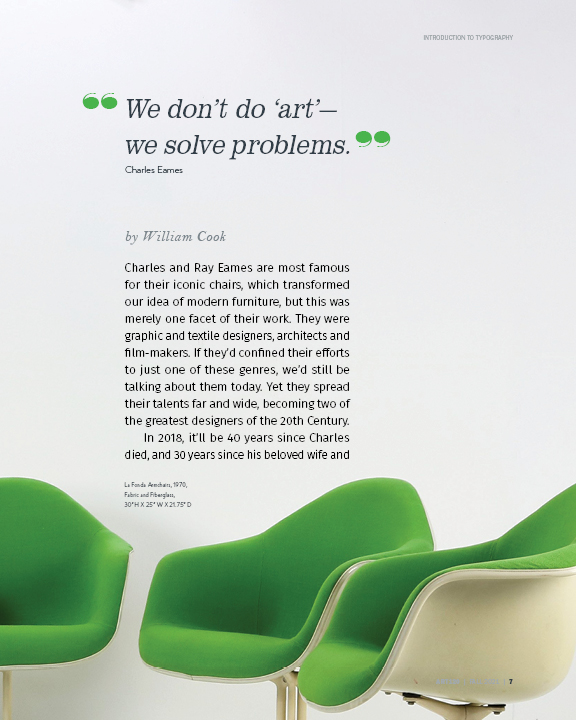 INTRODUCTION TO TYPOGRAPHY
“We don’t do ‘art’—
we solve problems.”
Charles Eames
by William Cook
Charles and Ray Eames are most famous
for their iconic chairs, which transformed
our idea of modern furniture, but this was
merely one facet of their work. They were
graphic and textile designers, architects and
film-makers. If they’d confined their efforts
to just one of these genres, we’d still be
talking about them today. Yet they spread
their talents far and wide, becoming two of
the greatest designers of the 20th Century.
In 2018, it’ll be 40 years since Charles
died, and 30 years since his beloved wife and
La Fonda Armchairs, 1970,
Fabric and Fiberglass,
30"H X 25" W X 21.75" D
7